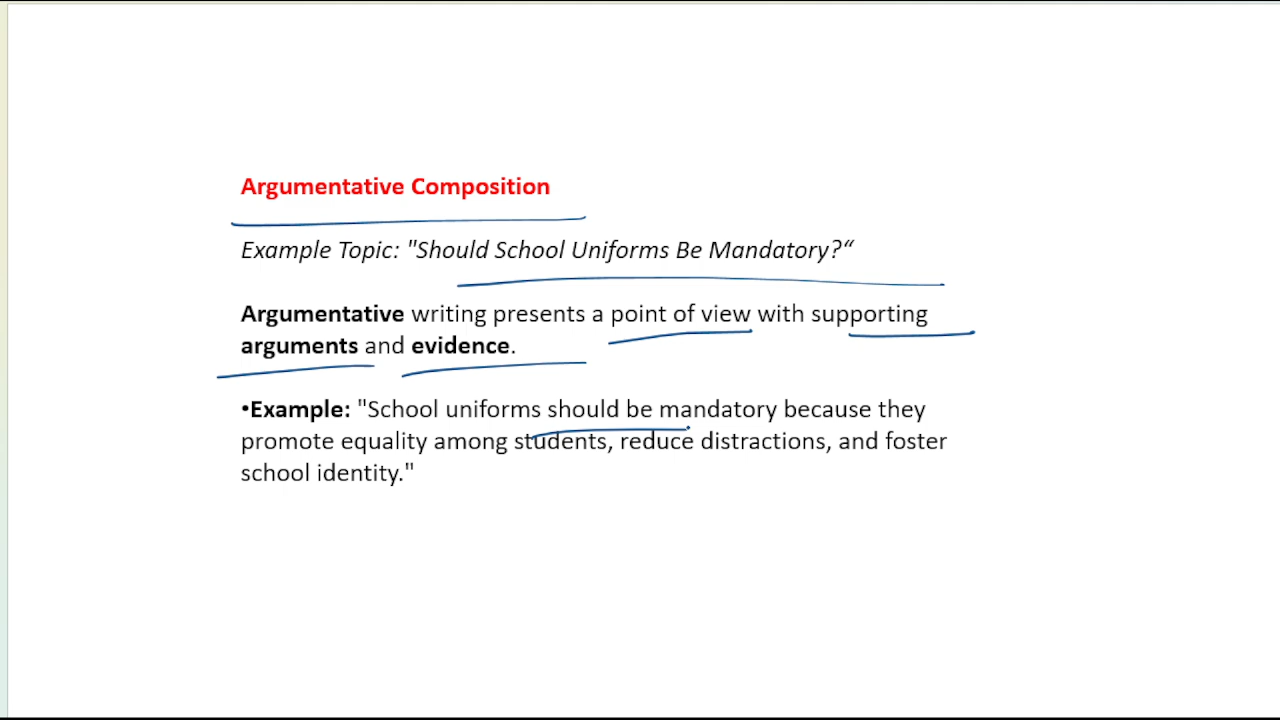 Argumentative Composition
Example Topic: "Should School Uniforms Be Mandatory?“
Argumentative writing presents a point of view with supporting
arguments and evidence.
•Example: "School uniforms should be mandatory because they
promote equality among students, reduce distractions, and foster
school identity."